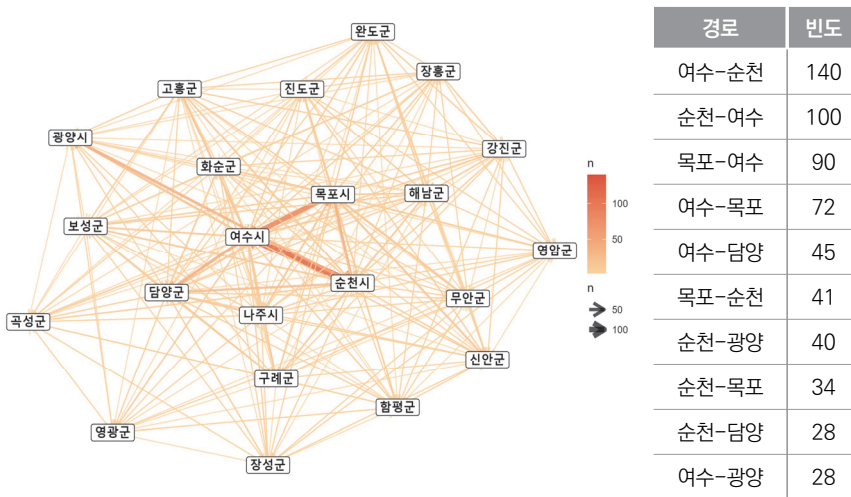 완도군
장흥군
고흥군
진도군
광양시
강진군
화순군
목포시
해남군
보성군
여수시
영암군
담양군
순천시
무안군
곡성군
나주시
신안군
구례군
함평군
영광군
장성군
n
100
50
n
50
100
경로 빈도
여수-순천 140
순천-여수 100
목포-여수 90
여수-목포 72
여수-담양 45
목포-순천 41
순천-광양 40
순천-목포 34
순천-담양 28
여수-광양 28